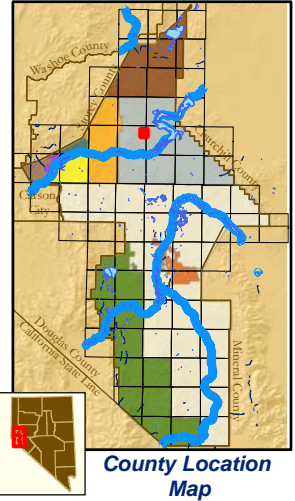 Washoe County
Storey County
Churchill County
Carson
City
Douglas County
California State Line
Mineral County
County Location
Map